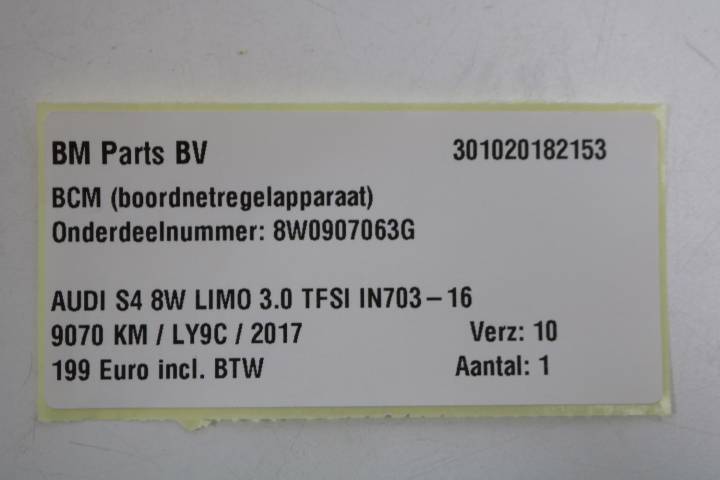 BM Parts BV 301020182153
BCM (boordnetregelapparaat)
Onderdeelnummer: 8W0907063G
AUDI S4 8W LIMO 3.0 TFSI IN703-16
9070 KM / LY9C / 2017 Verz: 10
199 Euro incl. BTW Aantal: 1